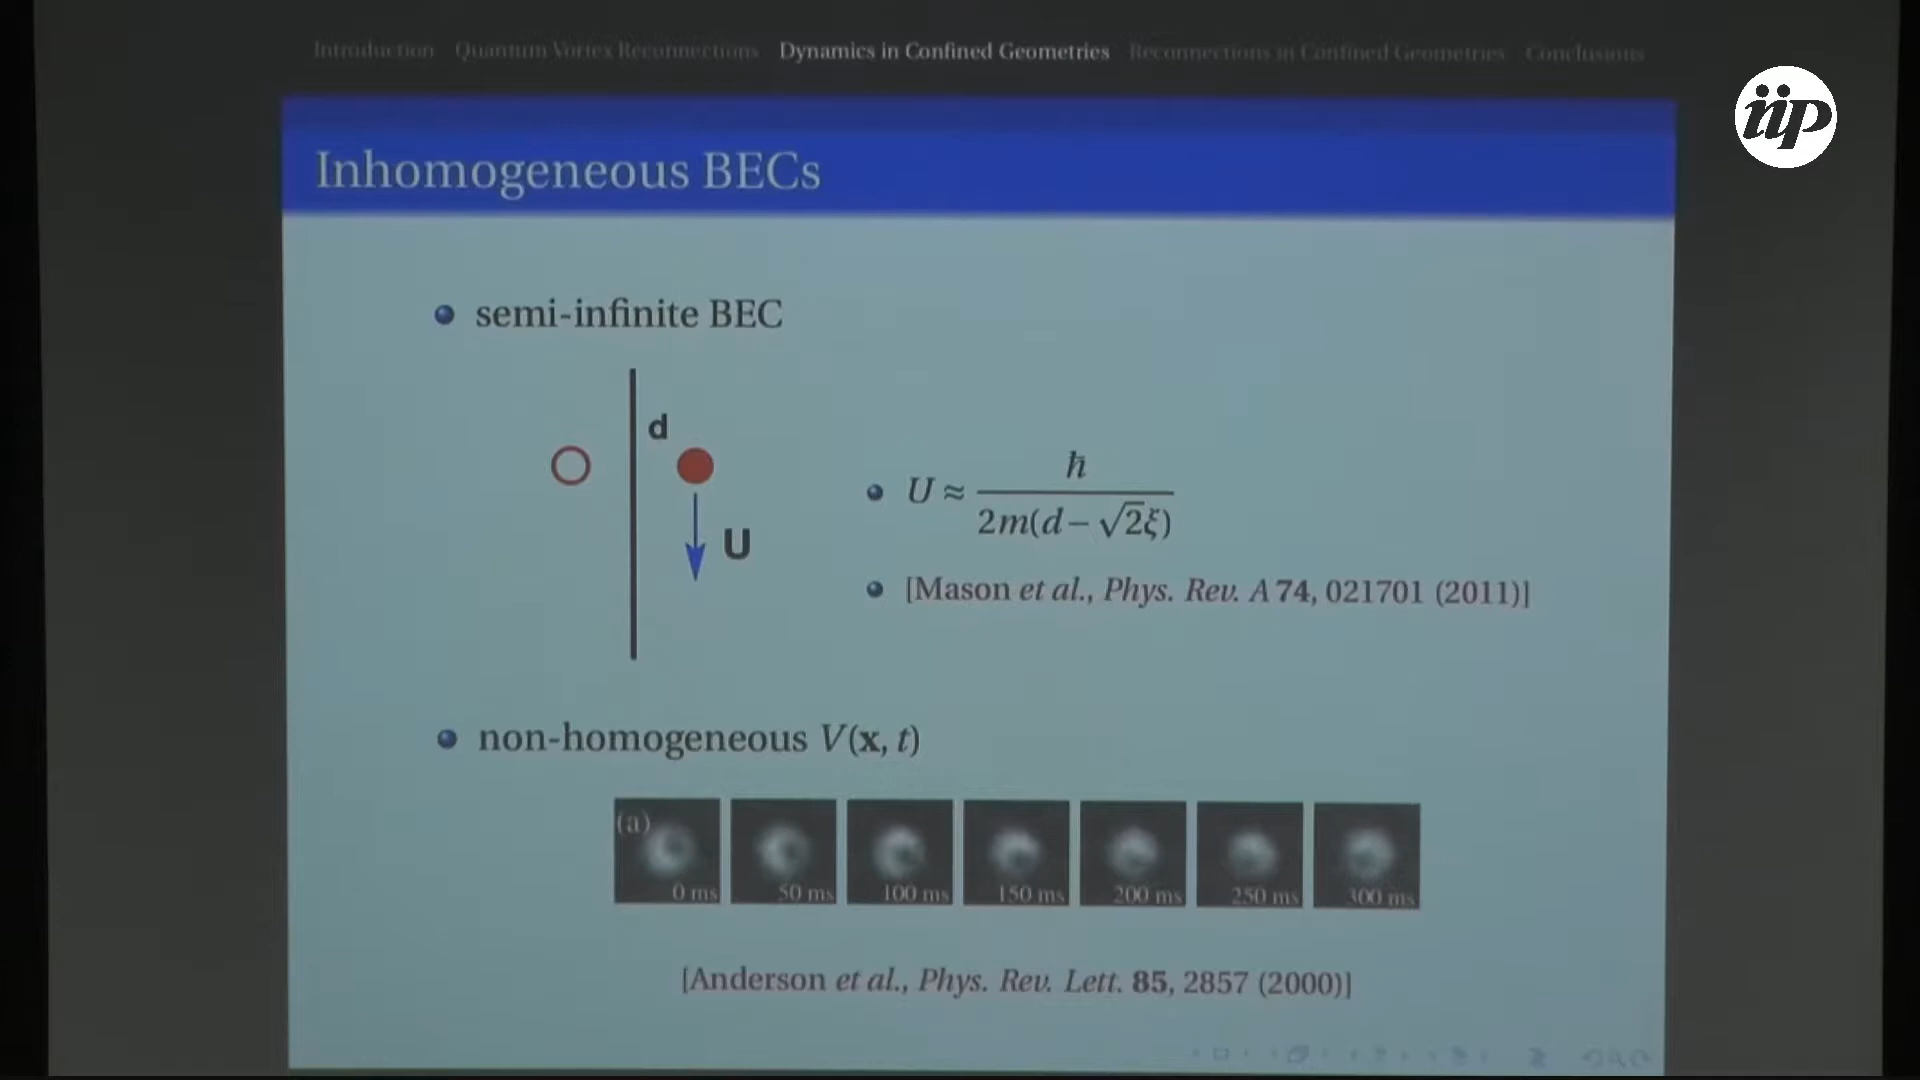 Introduction Quantum Vortex Reconnections Dynamics in Confined Geometries Reconnections in Confined Geometries Conclusions
iip
Inhomogeneous BECs
semi-infinite BEC
d
U
U ≈ ħ / 2m(d − √2ξ)
[Mason et al., Phys. Rev. A 74, 021701 (2011)]
non-homogeneous V(x, t)
(a)
0 ms 50 ms 100 ms 150 ms 200 ms 250 ms 300 ms
[Anderson et al., Phys. Rev. Lett. 85, 2857 (2000)]